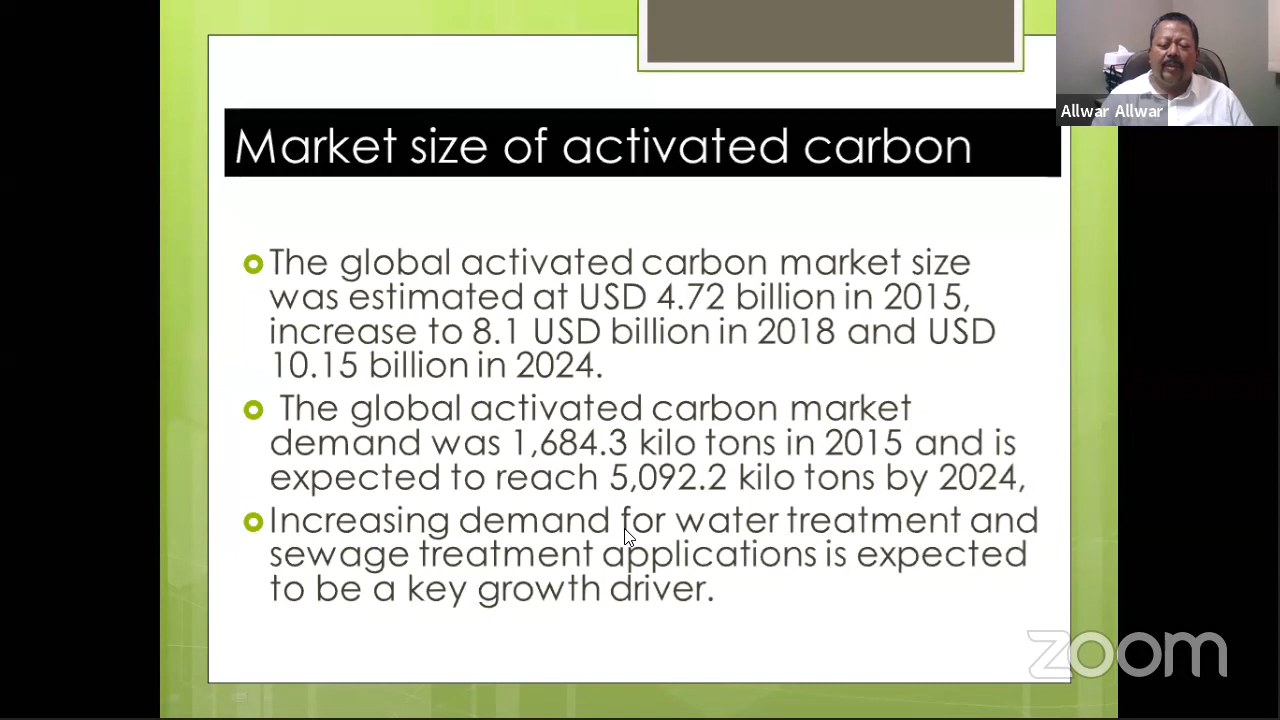 Allwar Allwar
Market size of activated carbon
The global activated carbon market size
was estimated at USD 4.72 billion in 2015,
increase to 8.1 USD billion in 2018 and USD
10.15 billion in 2024.
The global activated carbon market
demand was 1,684.3 kilo tons in 2015 and is
expected to reach 5,092.2 kilo tons by 2024,
Increasing demand for water treatment and
sewage treatment applications is expected
to be a key growth driver.
zoom